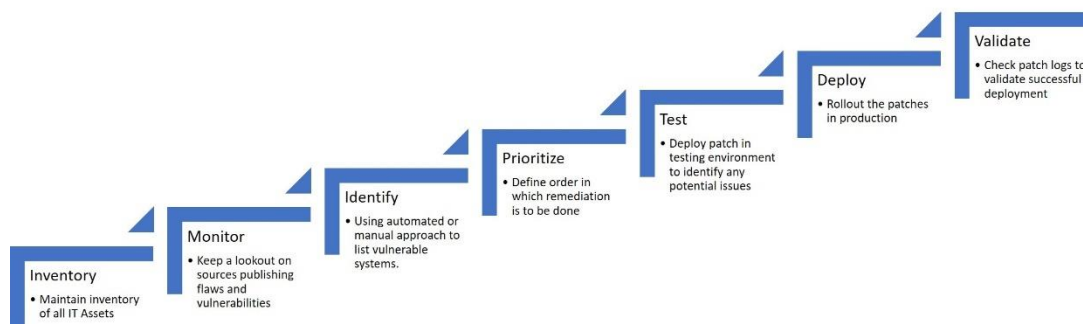 Inventory
• Maintain inventory
of all IT Assets
Monitor
• Keep a lookout on
sources publishing
flaws and
vulnerabilities
Identify
• Using automated or
manual approach to
list vulnerable
systems.
Prioritize
• Define order in
which remediation
is to be done
Test
• Deploy patch in
testing environment
to identify any
potential issues
Deploy
• Rollout the patches
in production
Validate
• Check patch logs to
validate successful
deployment